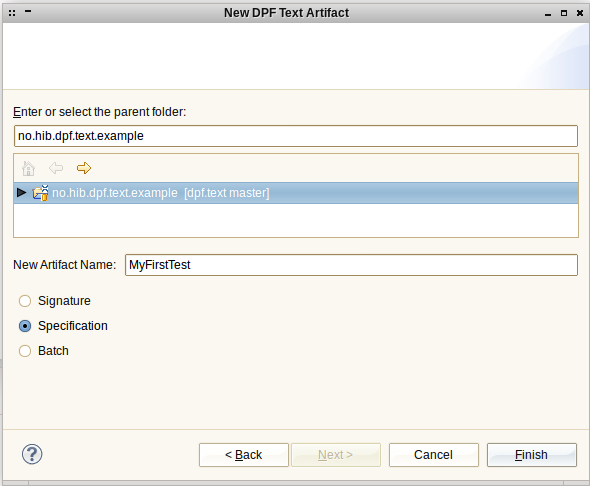 New DPF Text Artifact
Enter or select the parent folder:
no.hib.dpf.text.example
no.hib.dpf.text.example [dpf.text master]
New Artifact Name: MyFirstTest
Signature
Specification
Batch
? < Back Next > Cancel Finish